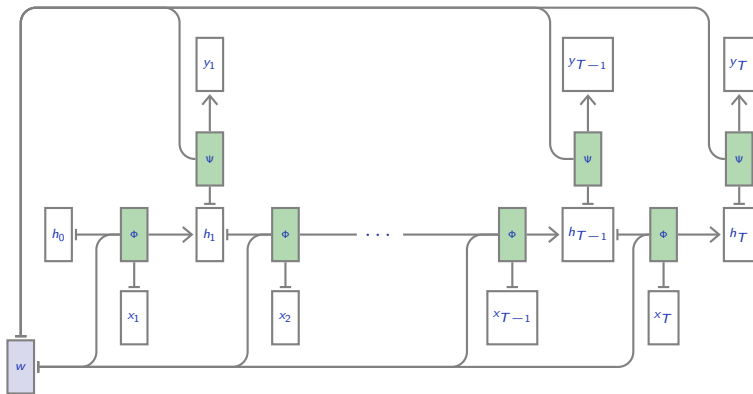 y₁ yT−1 yT
Ψ Ψ Ψ
h₀ Φ h₁ Φ · · · Φ hT−1 Φ hT
x₁ x₂ xT−1 xT
w